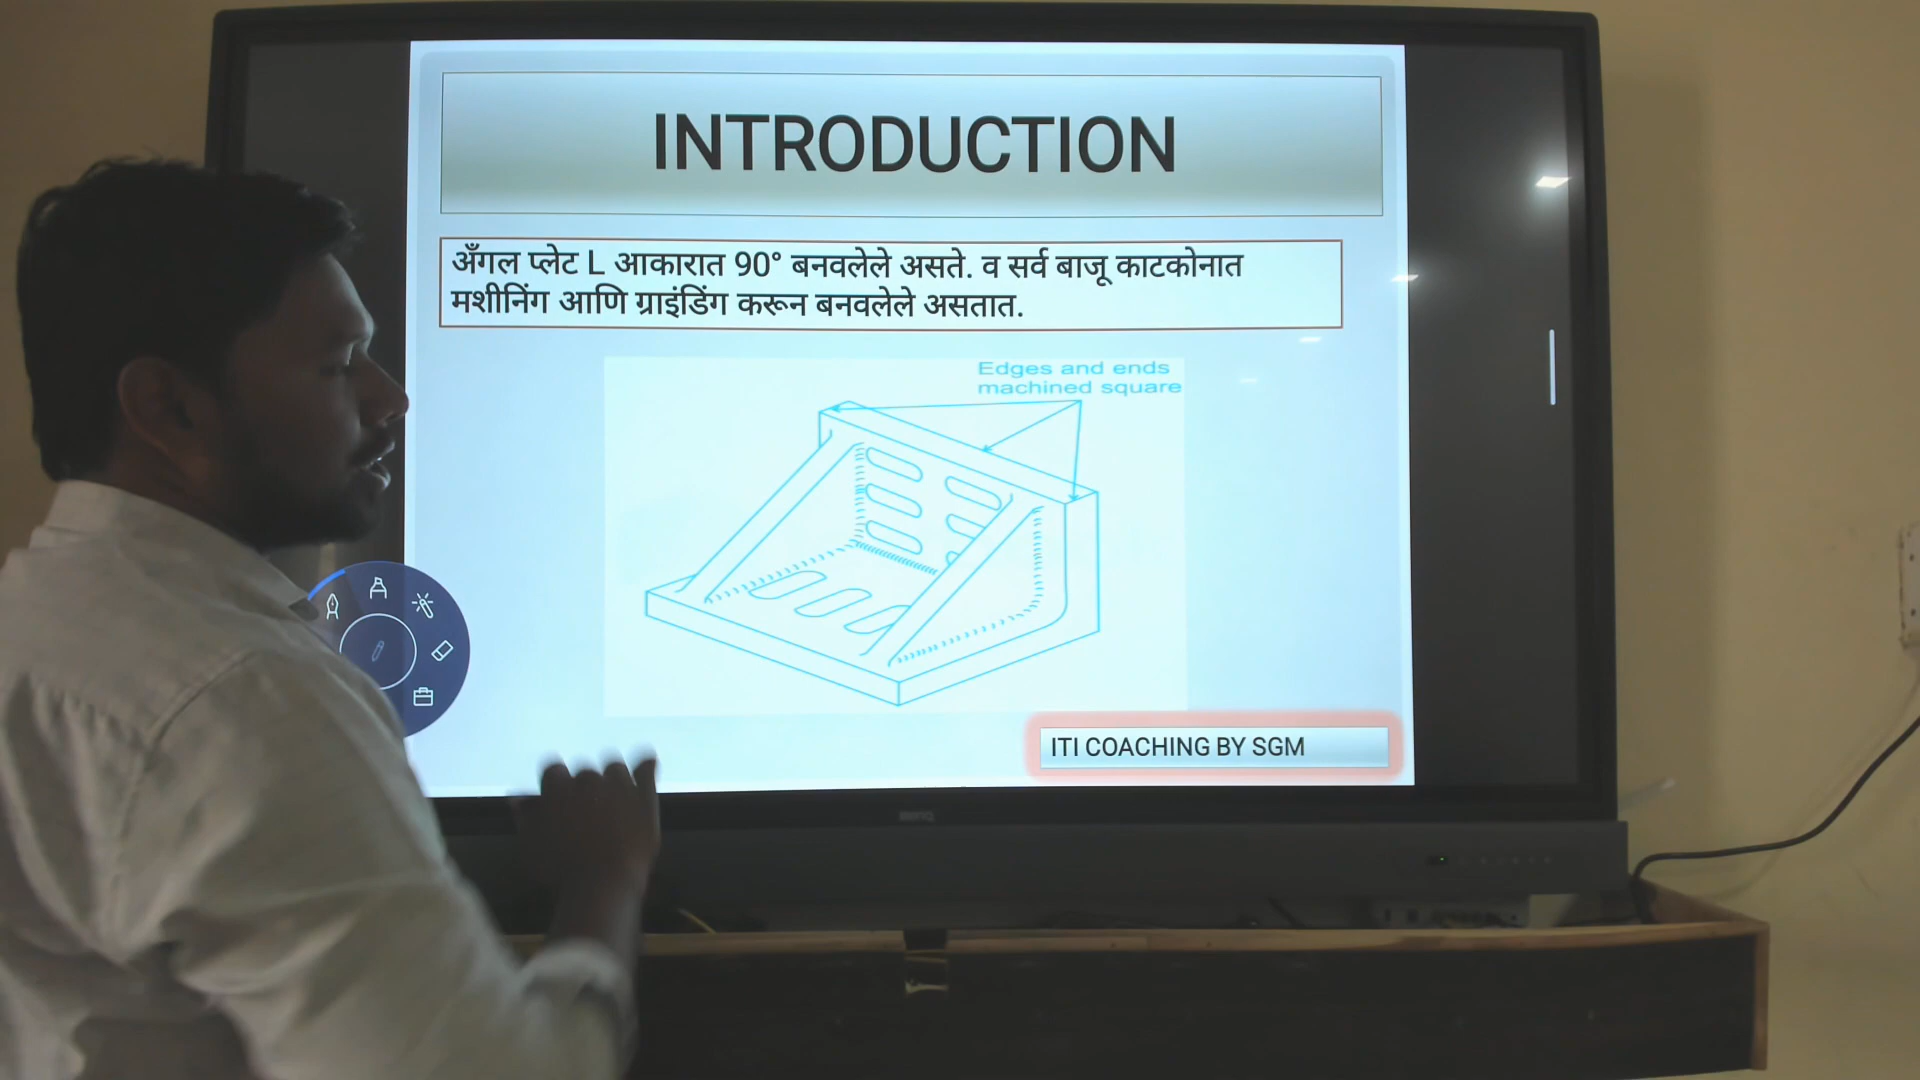 INTRODUCTION
अँगल प्लेट L आकारात 90° बनवलेले असते. व सर्व बाजू काटकोनात
मशीनिंग आणि ग्राइंडिंग करून बनवलेले असतात.
Edges and ends
machined square
ITI COACHING BY SGM
BenQ